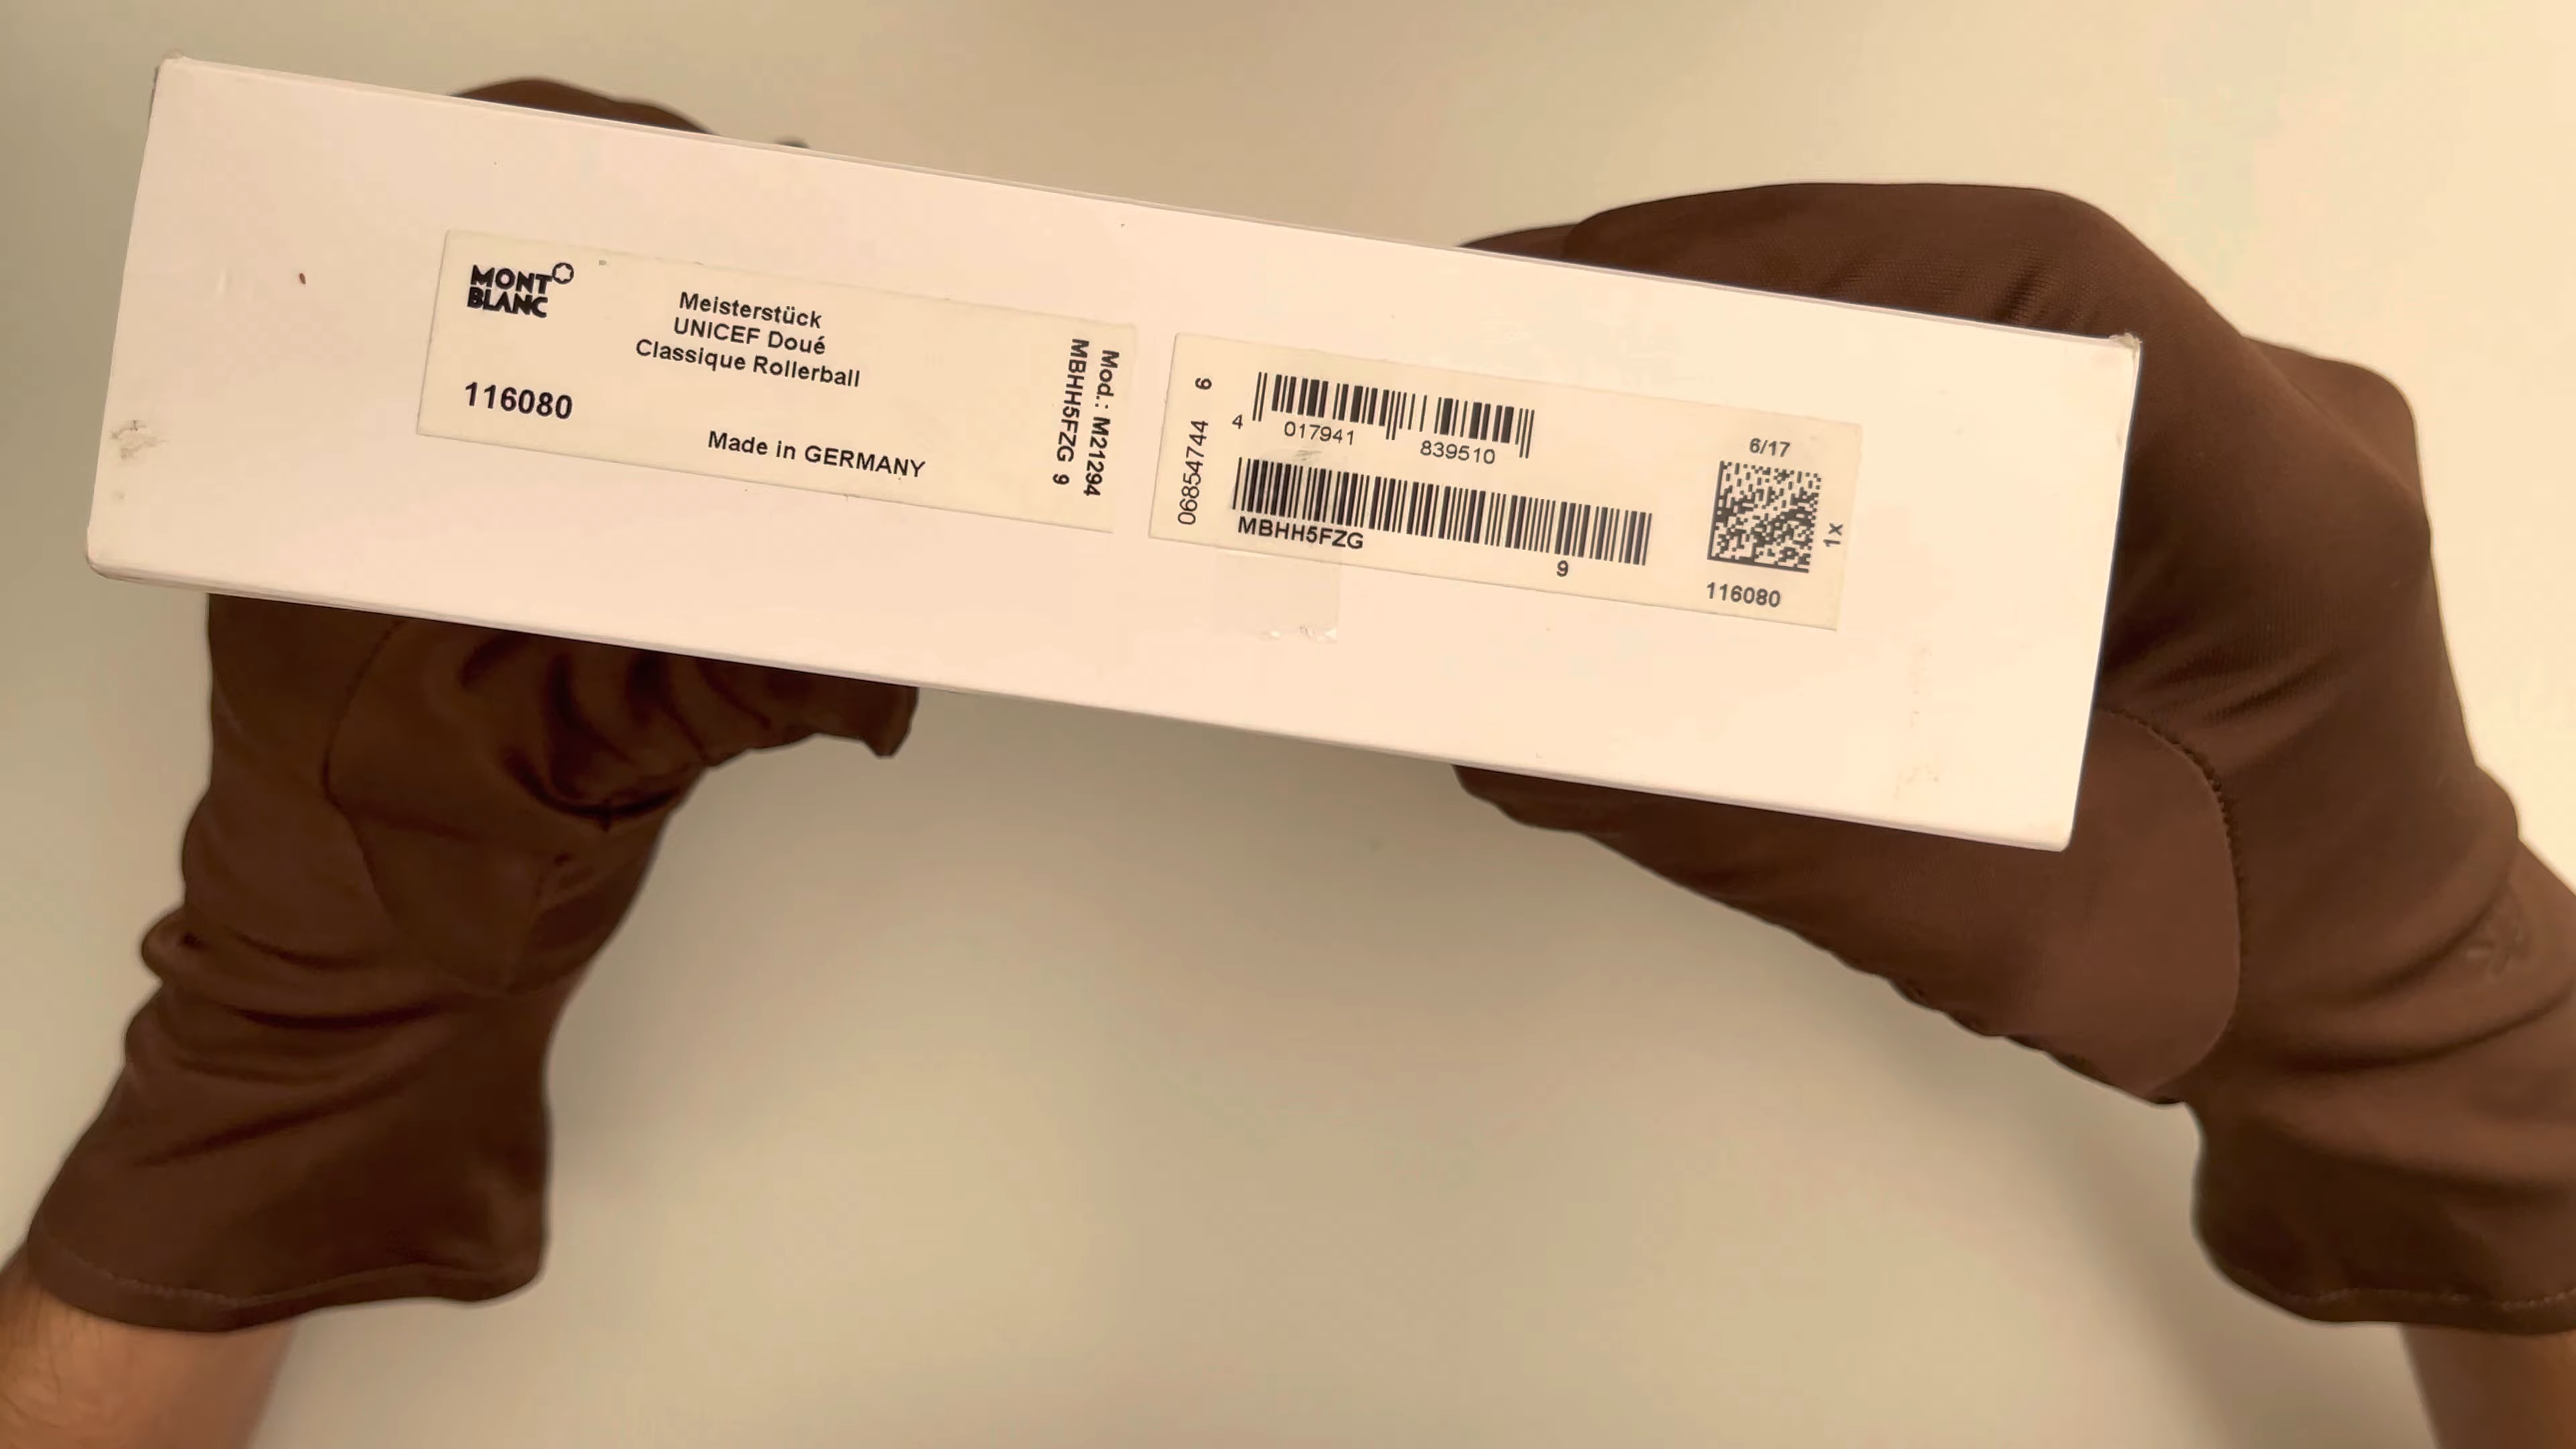 MONT
BLANC
Meisterstück
UNICEF Doué
Classique Rollerball
116080
Made in GERMANY
Mod.: M21294
MBHH5FZG 9
06854744 6
4 017941 839510
MBHH5FZG
9
6/17
1x
116080